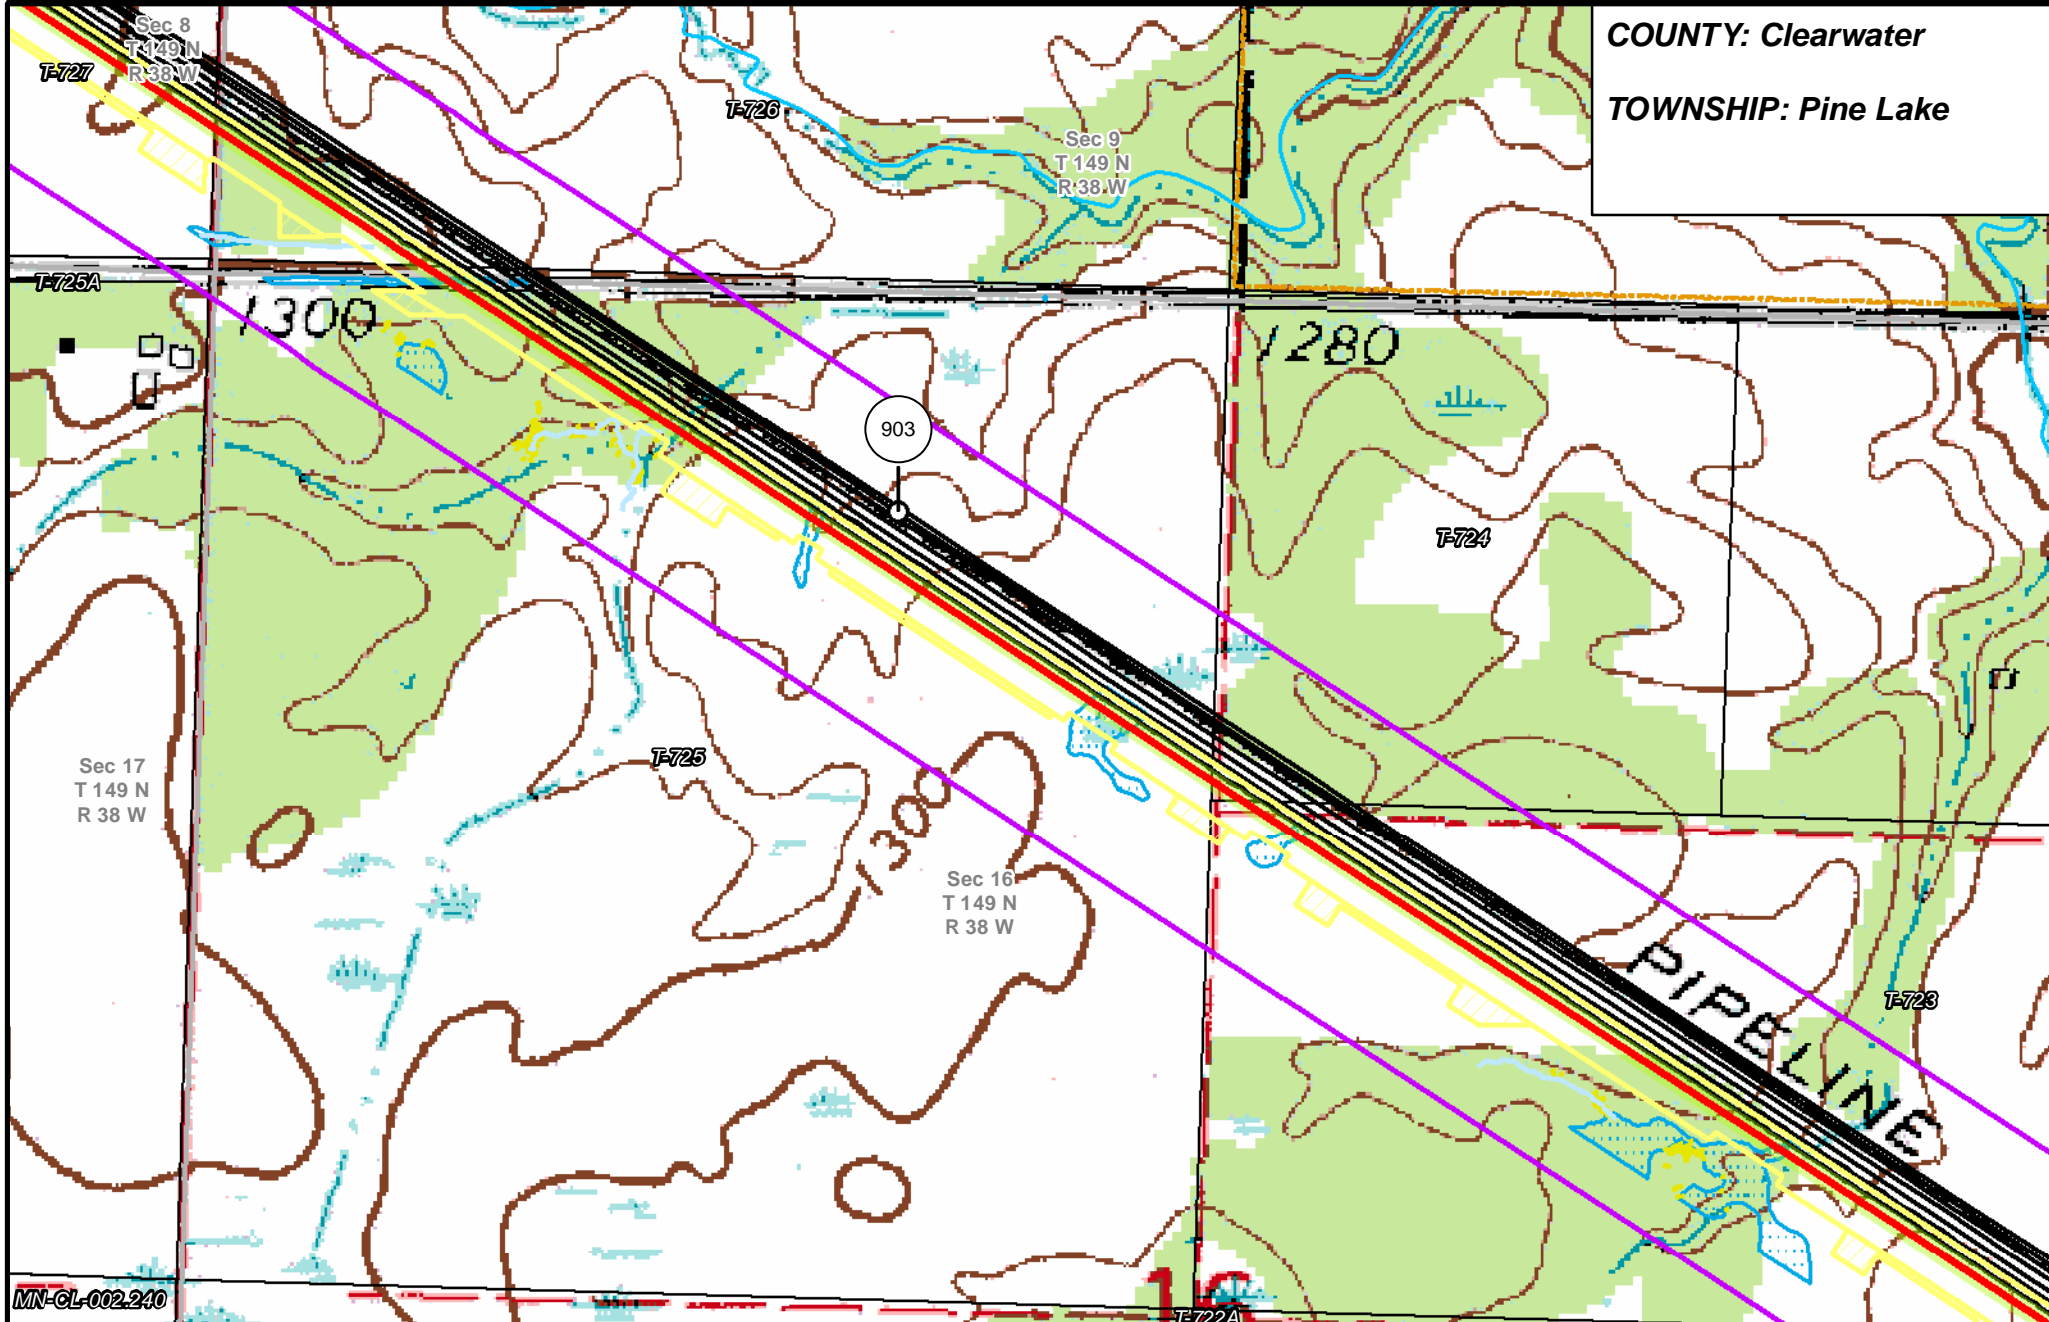 COUNTY: Clearwater
TOWNSHIP: Pine Lake
Sec 8
T 149 N
R 38 W
T-727
T-726
Sec 9
T 149 N
R 38 W
T-725A
1300
1280
903
T-724
T-725
Sec 17
T 149 N
R 38 W
1300
Sec 16
T 149 N
R 38 W
PIPELINE
T-723
MN-CL-002.240
16
T-722A